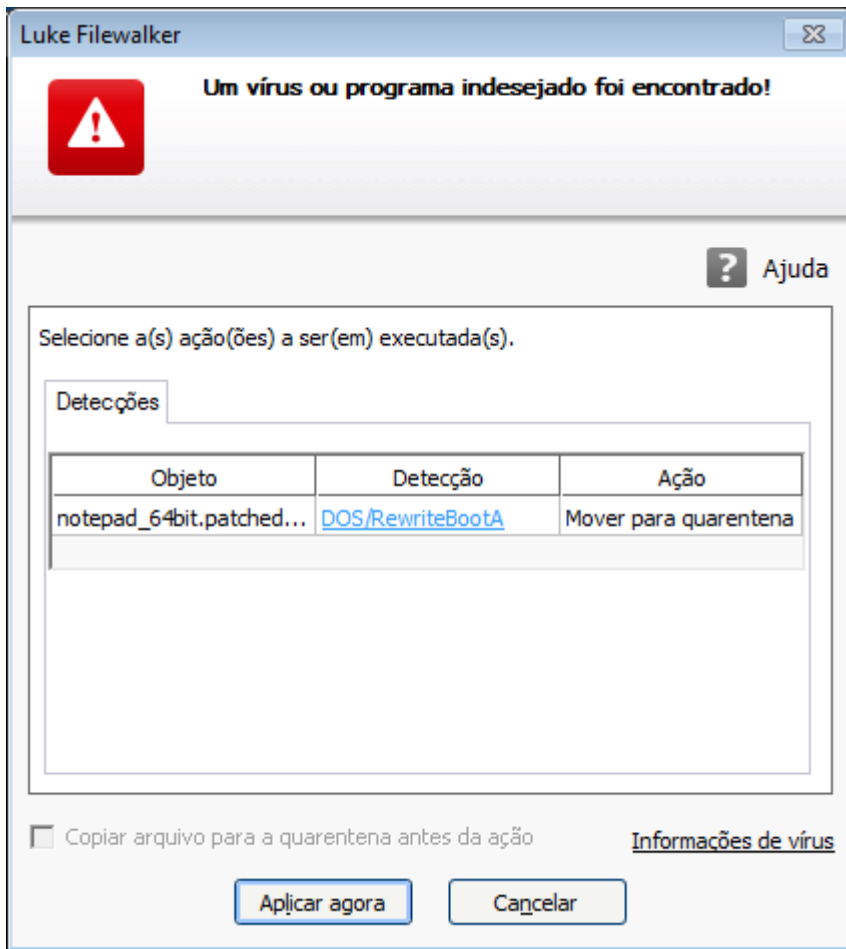 Luke Filewalker
Um vírus ou programa indesejado foi encontrado!
? Ajuda
Selecione a(s) ação(ões) a ser(em) executada(s).
Detecções
Objeto Detecção Ação
notepad_64bit.patched... DOS/RewriteBootA Mover para quarentena
Copiar arquivo para a quarentena antes da ação Informações de vírus
Aplicar agora Cancelar